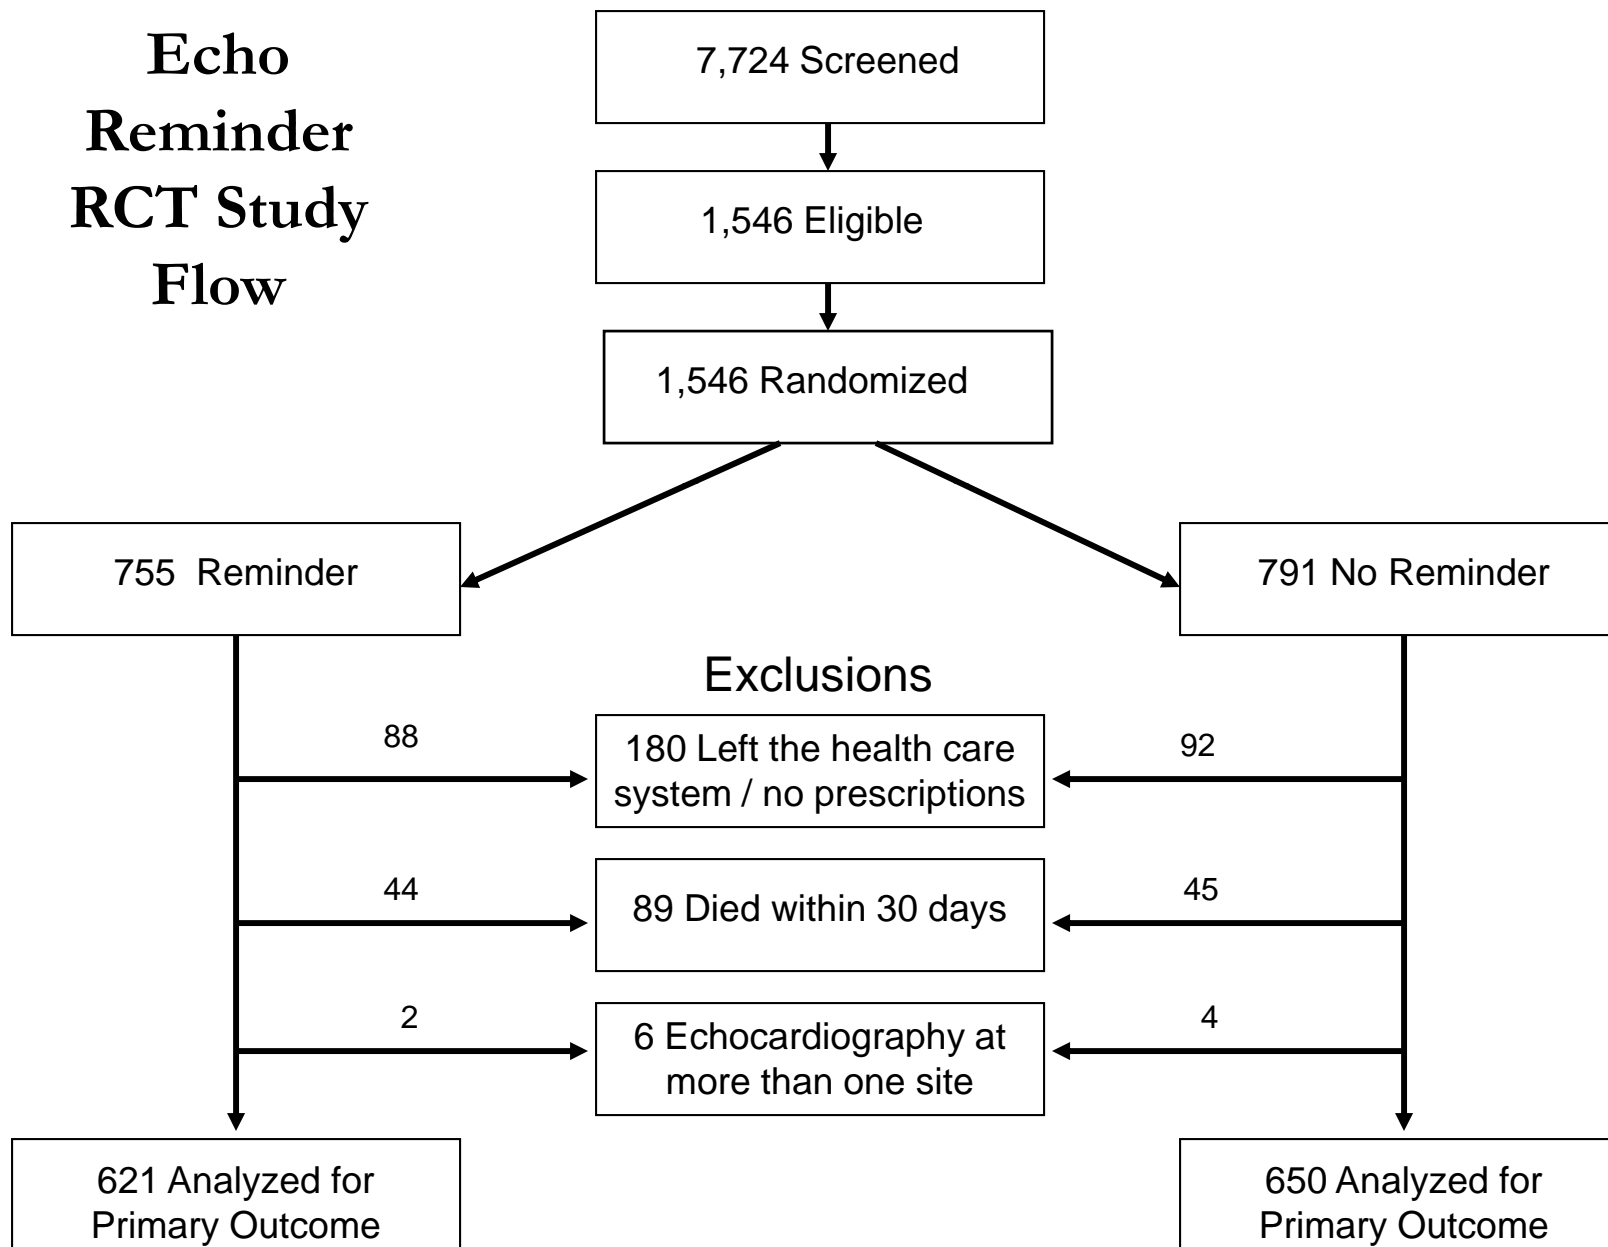 Echo
Reminder
RCT Study
Flow
7,724 Screened
1,546 Eligible
1,546 Randomized
755 Reminder
791 No Reminder
Exclusions
88
180 Left the health care
system / no prescriptions
92
44
89 Died within 30 days
45
2
6 Echocardiography at
more than one site
4
621 Analyzed for
Primary Outcome
650 Analyzed for
Primary Outcome